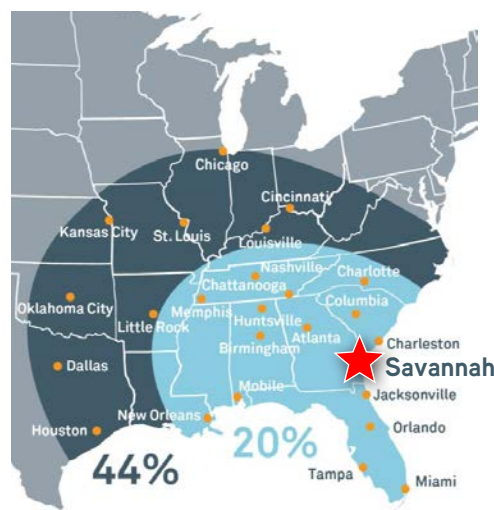 Chicago
Cincinnati
Kansas City
St. Louis
Louisville
Nashville
Charlotte
Chattanooga
Oklahoma City
Memphis
Columbia
Little Rock
Huntsville
Atlanta
Charleston
Birmingham
Savannah
Dallas
Mobile
Jacksonville
New Orleans
Houston
Orlando
20%
44%
Tampa
Miami